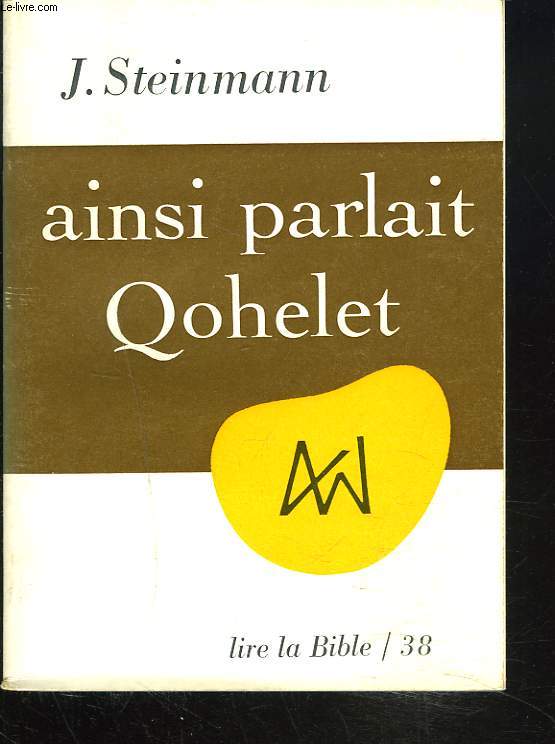 Le-livre.com
J. Steinmann
ainsi parlait
Qohelet
lire la Bible / 38